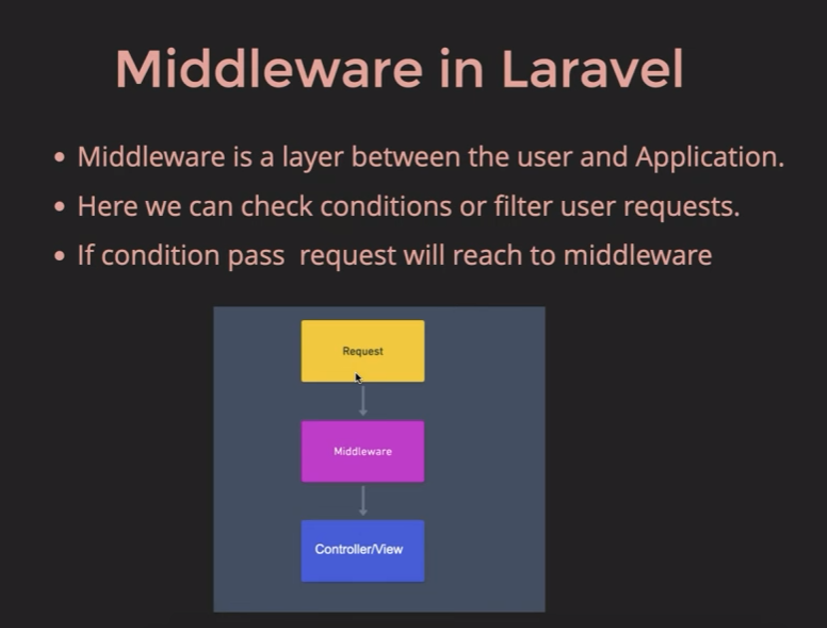 Middleware in Laravel
• Middleware is a layer between the user and Application.
• Here we can check conditions or filter user requests.
• If condition pass  request will reach to middleware
Request
Middleware
Controller/View